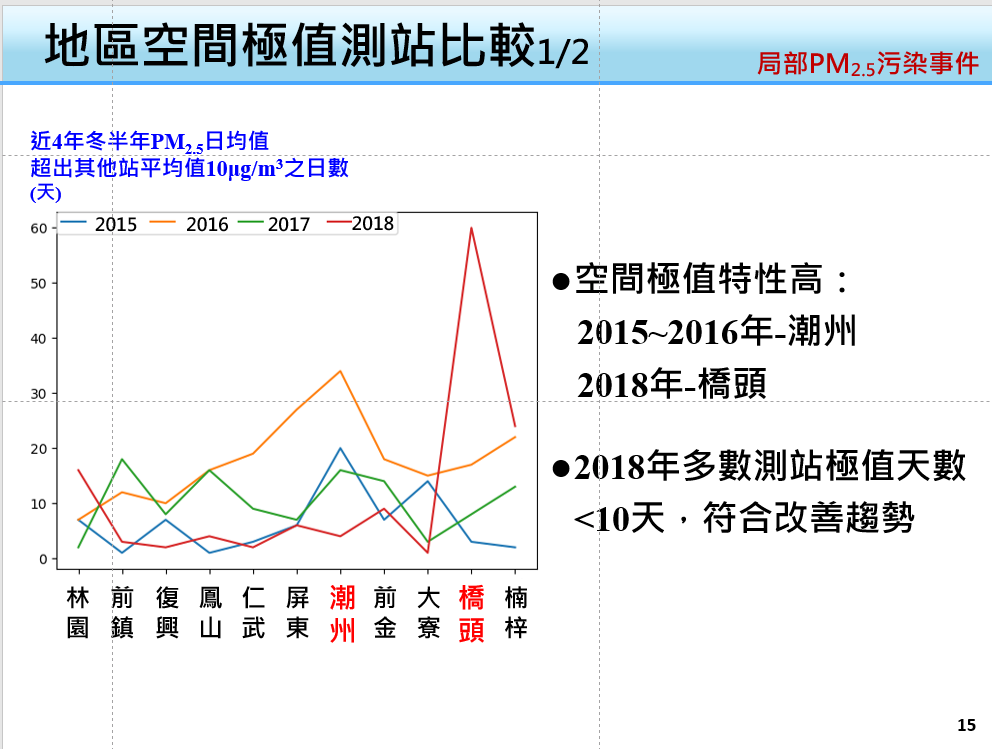 地區空間極值測站比較1/2
局部PM2.5污染事件
近4年冬半年PM2.5日均值
超出其他站平均值10μg/m³之日數
(天)
2015 2016 2017 2018
60
50
40
30
20
10
0
林園 前鎮 復興 鳳山 仁武 屏東 潮州 前金 大寮 橋頭 楠梓
●空間極值特性高：
2015~2016年-潮州
2018年-橋頭
●2018年多數測站極值天數
<10天，符合改善趨勢
15